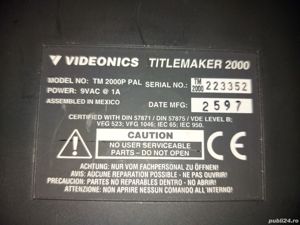 VIDEONICS TITLEMAKER 2000
MODEL NO: TM 2000P PAL SERIAL NO: TM 2000 223352
POWER: 9VAC @ 1A
ASSEMBLED IN MEXICO DATE MFG: 2597
CERTIFIED WITH DIN 57871 / DIN 57875 / VDE LEVEL B;
VFG 523; VFG 1046; IEC 65; IEC 950.
CAUTION
NO USER SERVICEABLE
PARTS – DO NOT OPEN
CE
ACHTUNG: NUR VOM FACHPERSONAL ZU ÖFFNEN
AVIS: AUCUNE REPARATION POSSIBLE - NE PAS OUVRIR
PRECAUCION: PARTES NO REPARABLES DENTRO - NO ABRIR
ATTENZIONE: NON APRIRE NESSUN COMANDO ALL'INTERNO!
publi24.ro